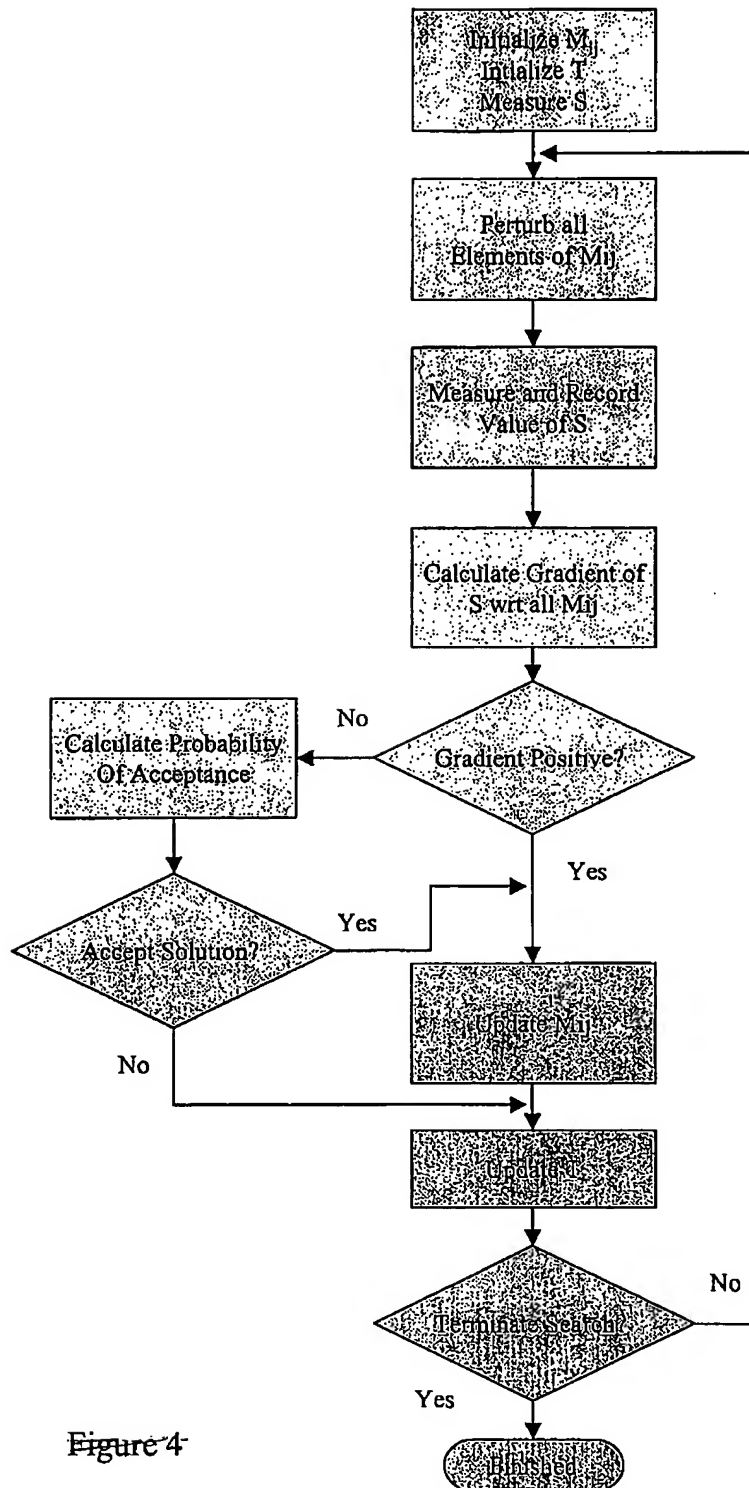 Initialize Mij
Intialize T
Measure S
Perturb all
Elements of Mij
Measure and Record
Value of S
Calculate Gradient of
S wrt all Mij
No
Calculate Probability
Of Acceptance
Gradient Positive?
Yes
Yes
Accept Solution?
Update Mij
No
Update T
No
Terminate Search?
Yes
Figure 4
Finished